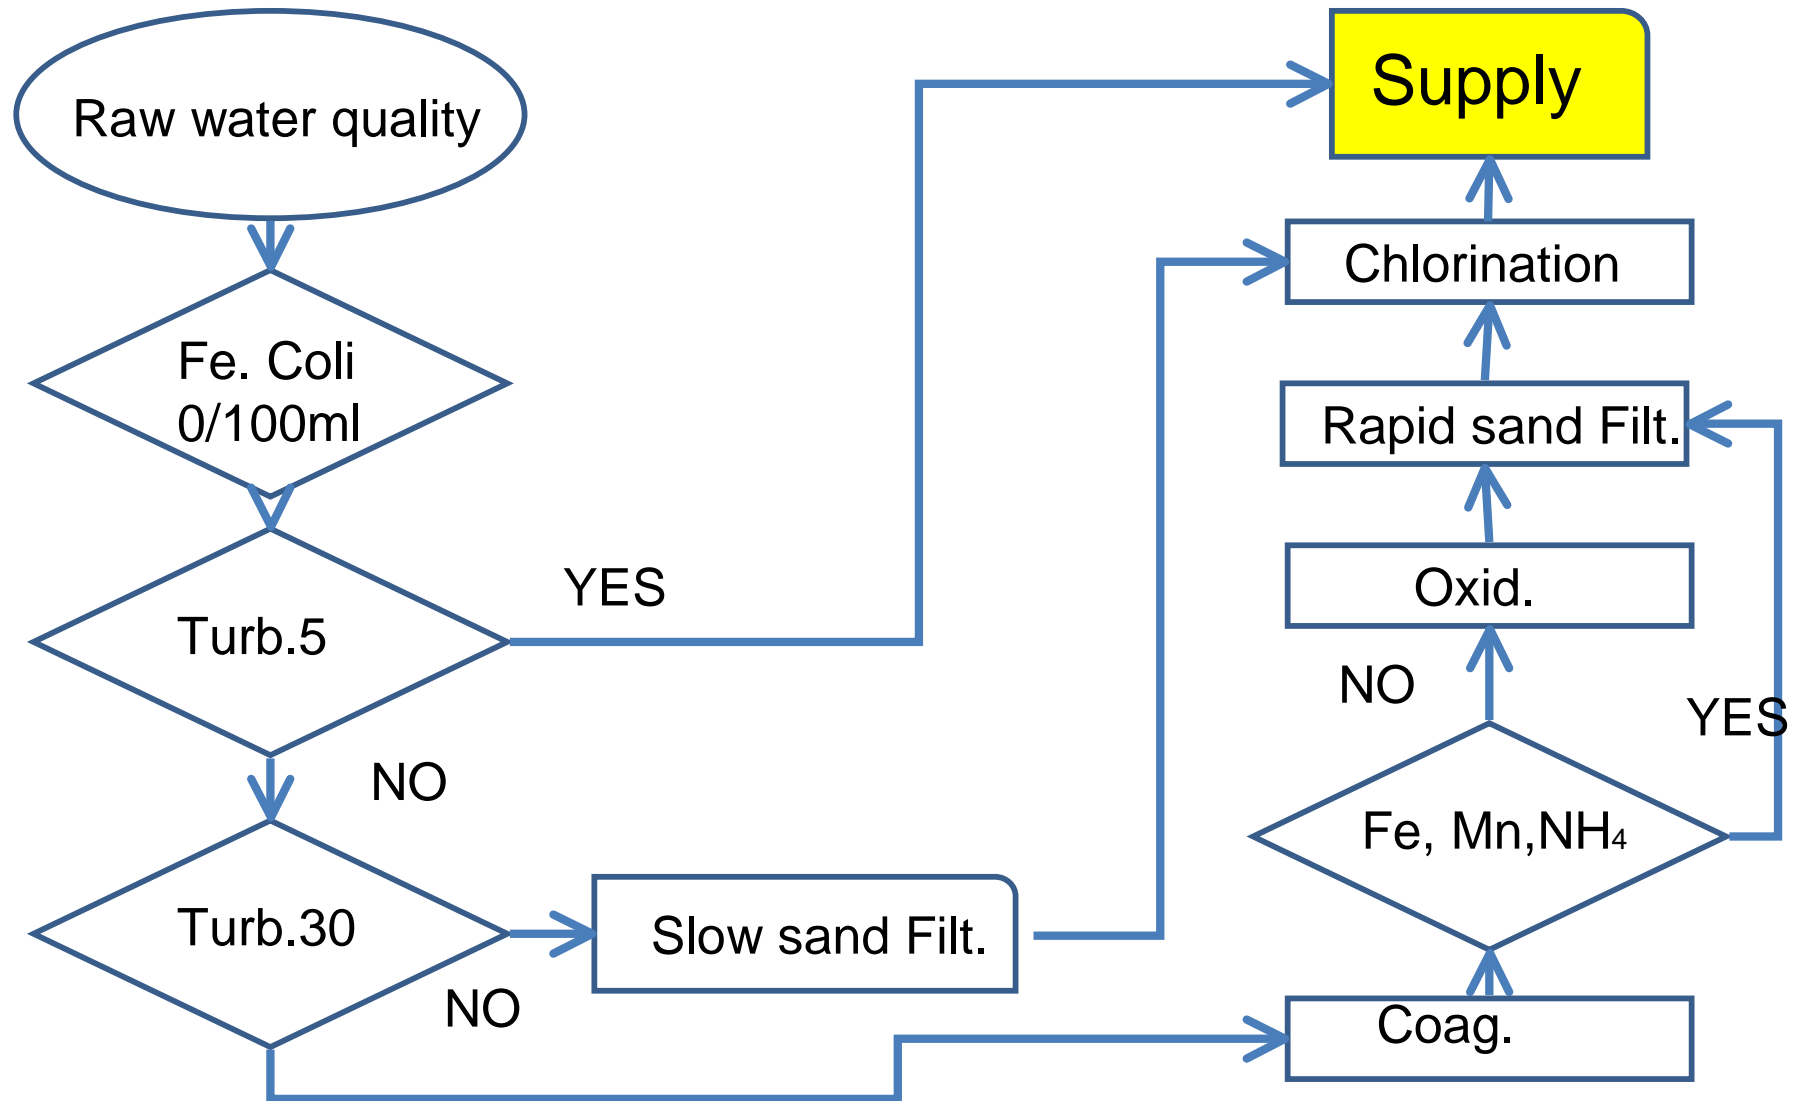 Raw water quality
Supply
Chlorination
Fe. Coli
0/100ml
Rapid sand Filt.
YES
Oxid.
Turb.5
NO
YES
NO
Fe, Mn,NH₄
Turb.30
Slow sand Filt.
NO
Coag.